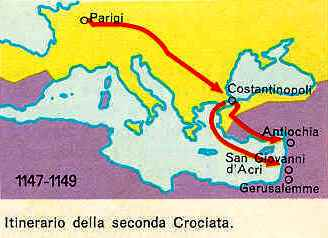 Parigi
Costantinopoli
Antiochia
San Giovanni
d'Acri
Gerusalemme
1147-1149
Itinerario della seconda Crociata.